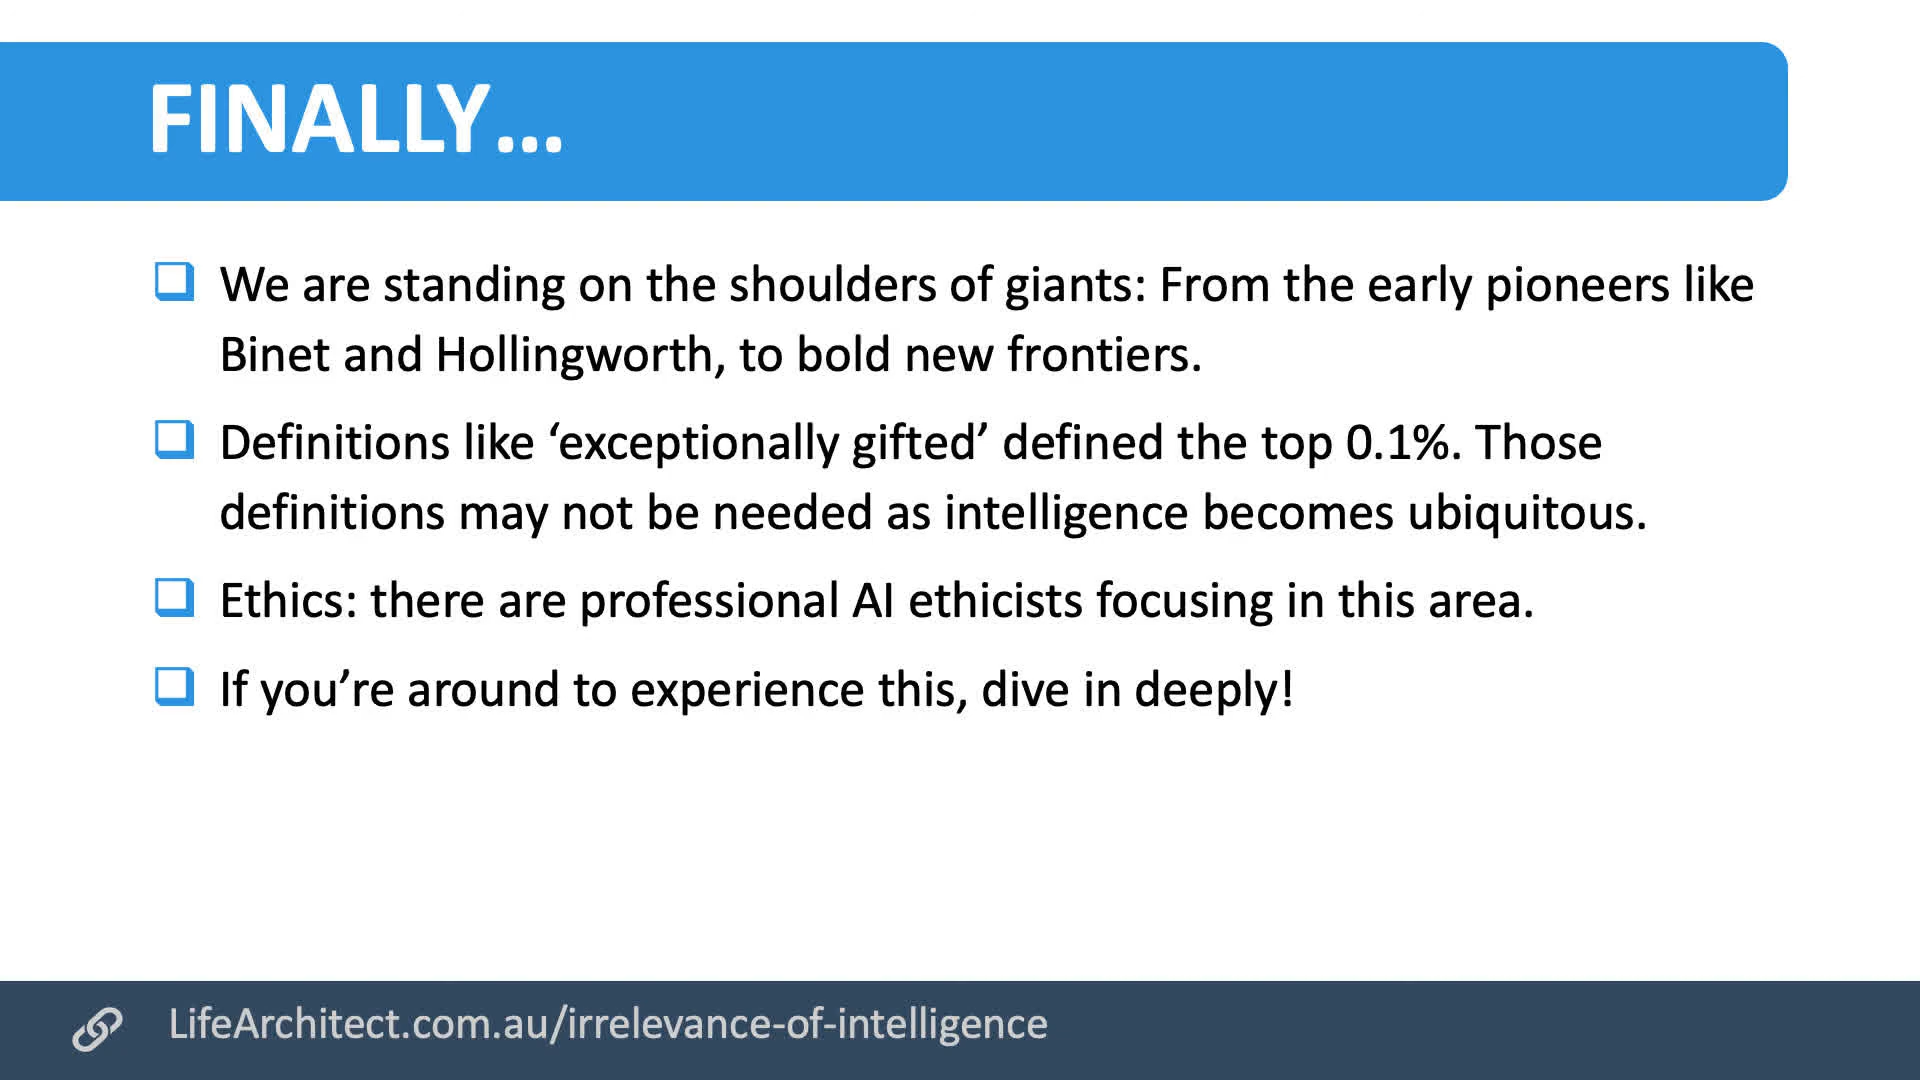 FINALLY…
We are standing on the shoulders of giants: From the early pioneers like
Binet and Hollingworth, to bold new frontiers.
Definitions like ‘exceptionally gifted’ defined the top 0.1%. Those
definitions may not be needed as intelligence becomes ubiquitous.
Ethics: there are professional AI ethicists focusing in this area.
If you’re around to experience this, dive in deeply!
LifeArchitect.com.au/irrelevance-of-intelligence